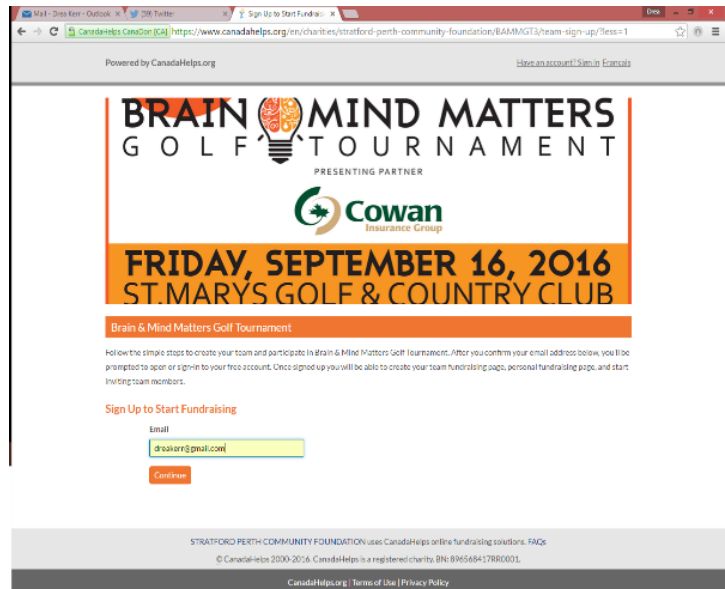 Mail - Drea Kerr - Outlook
(39) Twitter
Sign Up to Start Fundrais
Drea
CanadaHelps CanaDon [CA] https://www.canadahelps.org/en/charities/stratford-perth-community-foundation/BAMMGT3/team-sign-up/?less=1
Powered by CanadaHelps.org
Have an account? Sign In Francais
BRAIN MIND MATTERS
GOLF TOURNAMENT
PRESENTING PARTNER
Cowan
Insurance Group
FRIDAY, SEPTEMBER 16, 2016
ST.MARYS GOLF & COUNTRY CLUB
Brain & Mind Matters Golf Tournament
Follow the simple steps to create your team and participate in Brain & Mind Matters Golf Tournament. After you confirm your email address below, you'll be
prompted to open or sign-in to your free account. Once signed up you will be able to create your team fundraising page, personal fundraising page, and start
inviting team members.
Sign Up to Start Fundraising
Email
dreakerr@gmail.com
Continue
STRATFORD PERTH COMMUNITY FOUNDATION uses CanadaHelps online fundraising solutions. FAQs
© CanadaHelps 2000-2016. CanadaHelps is a registered charity. BN: 896568417RR0001.
CanadaHelps.org | Terms of Use | Privacy Policy